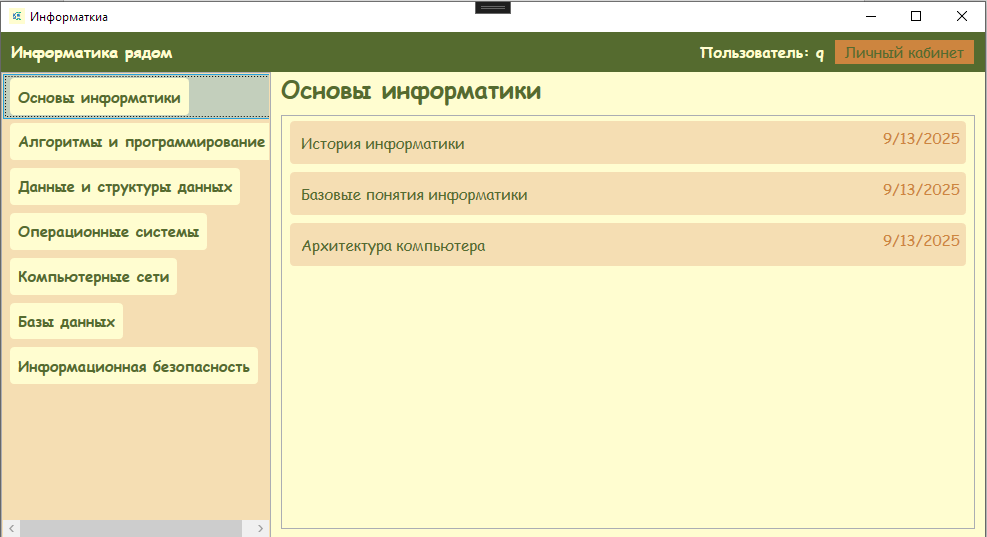 Информаткиа
Информатика рядом
Пользователь: q
Личный кабинет
Основы информатики
Алгоритмы и программирование
Данные и структуры данных
Операционные системы
Компьютерные сети
Базы данных
Информационная безопасность
Основы информатики
История информатики 9/13/2025
Базовые понятия информатики 9/13/2025
Архитектура компьютера 9/13/2025